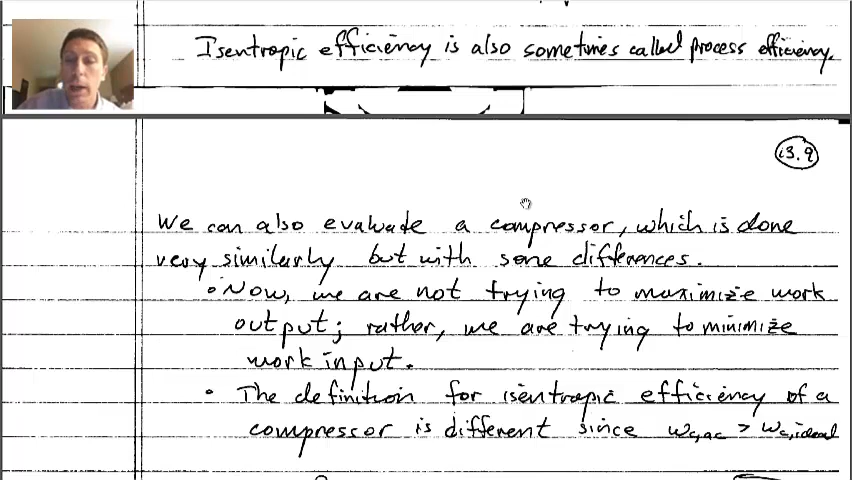 Isentropic efficiency is also sometimes called process efficiency.
i3.9
We can also evaluate a compressor, which is done
very similarly but with some differences.
• Now, we are not trying to maximize work
output; rather, we are trying to minimize
work input.
• The definition for isentropic efficiency of a
compressor is different since wc,ac > wc,ideal